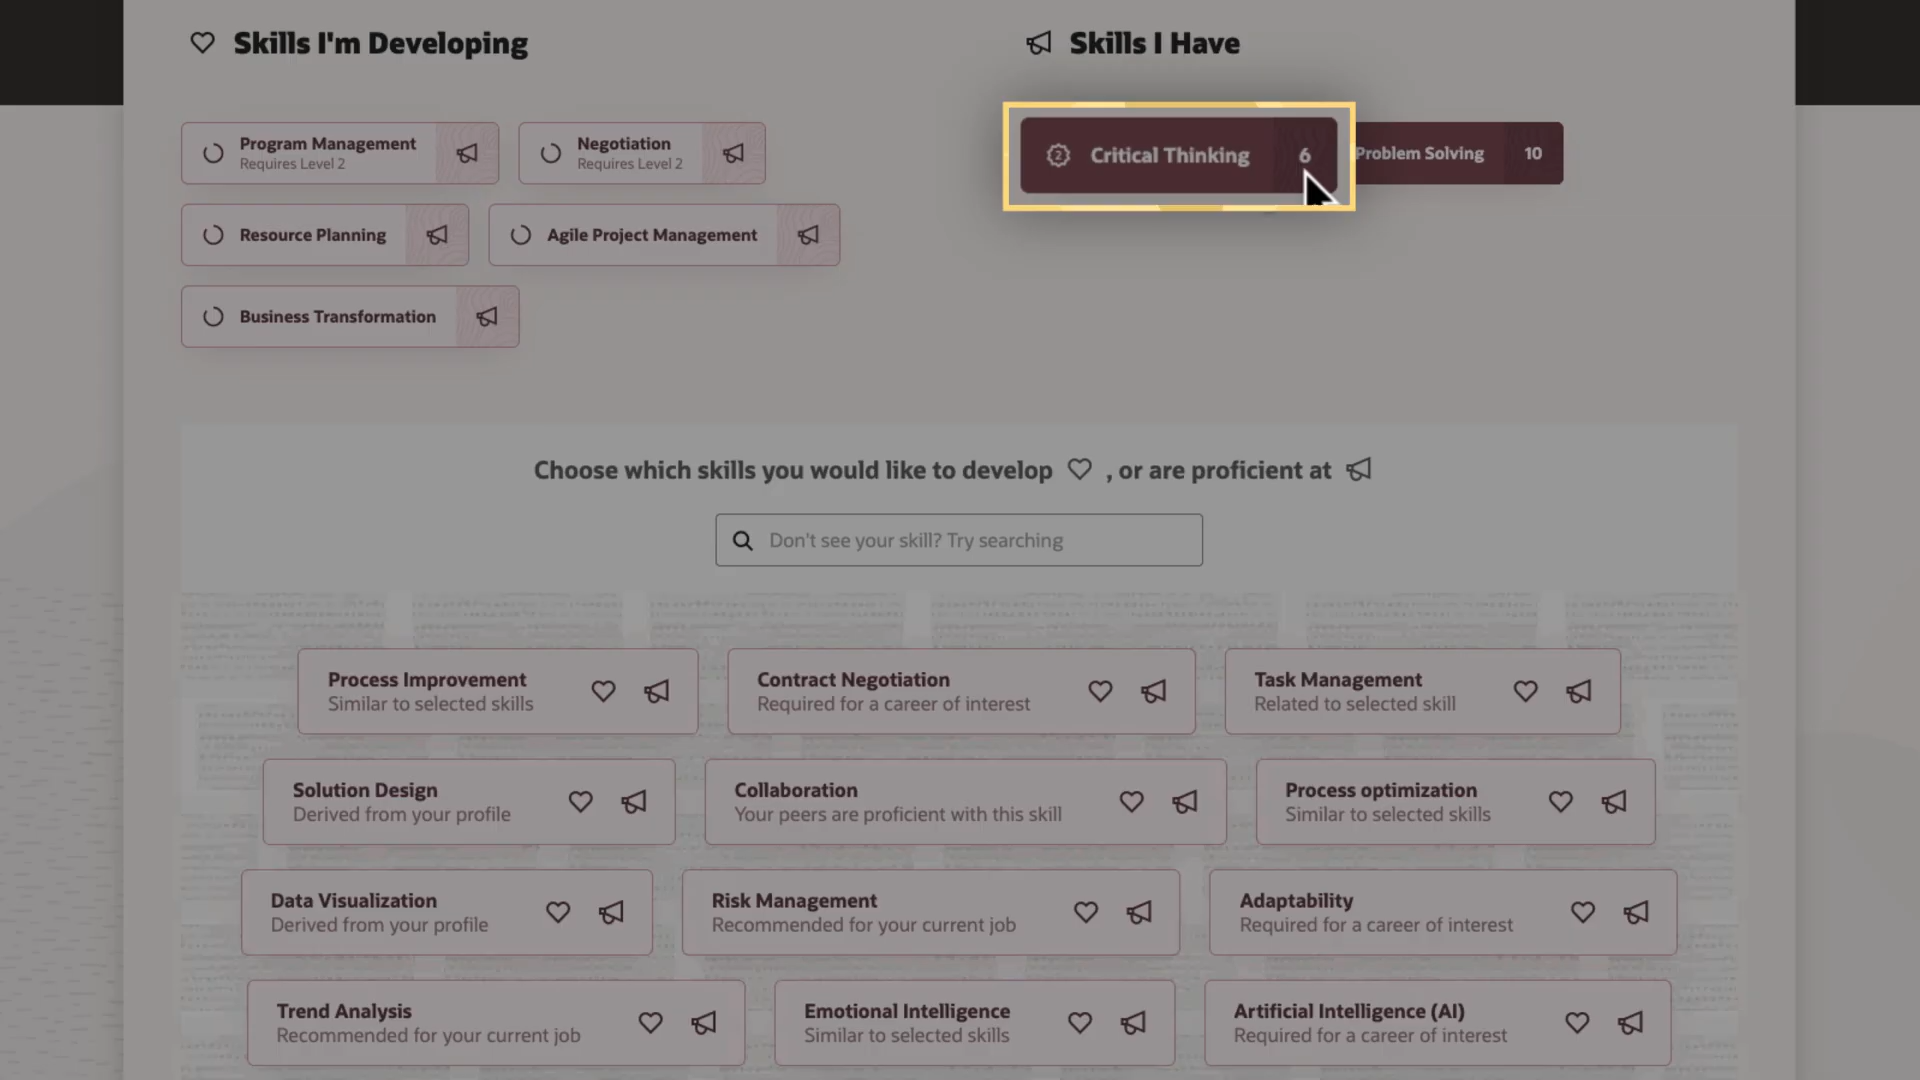 Skills I'm Developing
Skills I Have
Program Management
Requires Level 2
Negotiation
Requires Level 2
2 Critical Thinking 6
Problem Solving 10
Resource Planning
Agile Project Management
Business Transformation
Choose which skills you would like to develop , or are proficient at
Don't see your skill? Try searching
Process Improvement
Similar to selected skills
Contract Negotiation
Required for a career of interest
Task Management
Related to selected skill
Solution Design
Derived from your profile
Collaboration
Your peers are proficient with this skill
Process optimization
Similar to selected skills
Data Visualization
Derived from your profile
Risk Management
Recommended for your current job
Adaptability
Required for a career of interest
Trend Analysis
Recommended for your current job
Emotional Intelligence
Similar to selected skills
Artificial Intelligence (AI)
Required for a career of interest